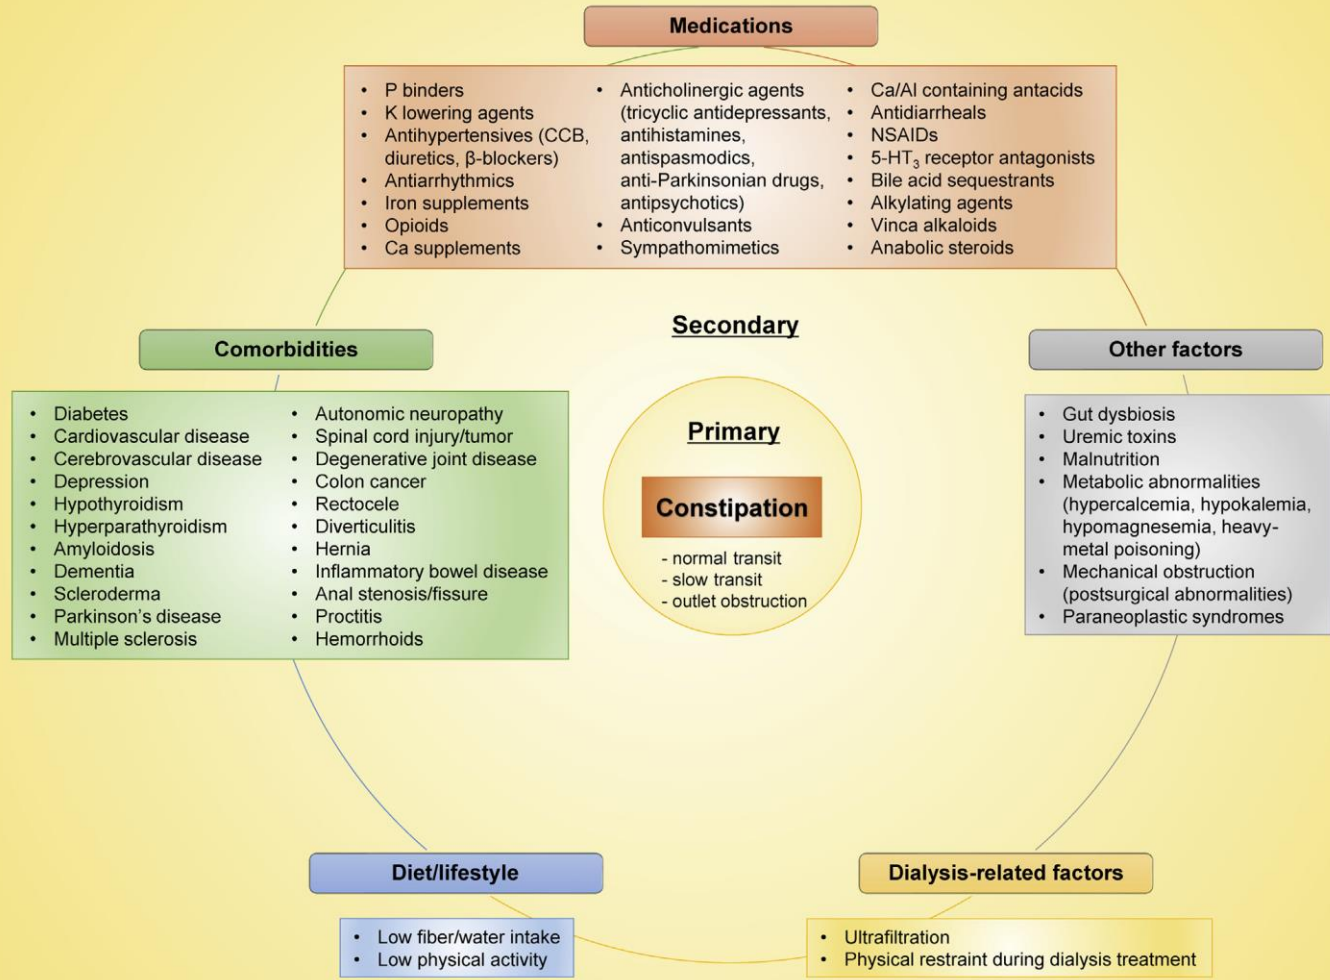 Medications
• P binders
• K lowering agents
• Antihypertensives (CCB,
diuretics, β-blockers)
• Antiarrhythmics
• Iron supplements
• Opioids
• Ca supplements
• Anticholinergic agents
(tricyclic antidepressants,
antihistamines,
antispasmodics,
anti-Parkinsonian drugs,
antipsychotics)
• Anticonvulsants
• Sympathomimetics
• Ca/Al containing antacids
• Antidiarrheals
• NSAIDs
• 5-HT₃ receptor antagonists
• Bile acid sequestrants
• Alkylating agents
• Vinca alkaloids
• Anabolic steroids
Secondary
Comorbidities
• Diabetes
• Cardiovascular disease
• Cerebrovascular disease
• Depression
• Hypothyroidism
• Hyperparathyroidism
• Amyloidosis
• Dementia
• Scleroderma
• Parkinson's disease
• Multiple sclerosis
• Autonomic neuropathy
• Spinal cord injury/tumor
• Degenerative joint disease
• Colon cancer
• Rectocele
• Diverticulitis
• Hernia
• Inflammatory bowel disease
• Anal stenosis/fissure
• Proctitis
• Hemorrhoids
Primary
Constipation
- normal transit
- slow transit
- outlet obstruction
Other factors
• Gut dysbiosis
• Uremic toxins
• Malnutrition
• Metabolic abnormalities
(hypercalcemia, hypokalemia,
hypomagnesemia, heavy-
metal poisoning)
• Mechanical obstruction
(postsurgical abnormalities)
• Paraneoplastic syndromes
Diet/lifestyle
• Low fiber/water intake
• Low physical activity
Dialysis-related factors
• Ultrafiltration
• Physical restraint during dialysis treatment